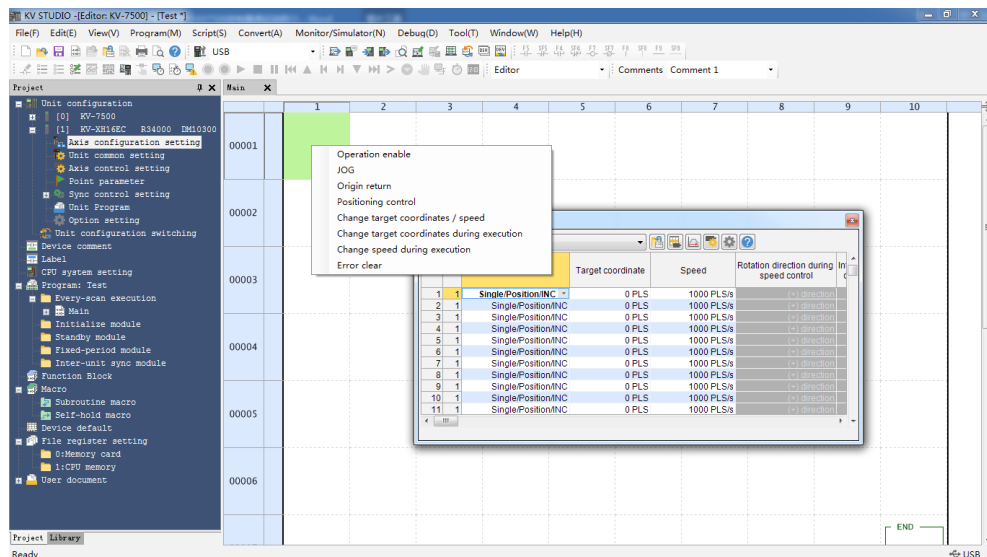 KV STUDIO -[Editor: KV-7500] - [Test *]
File(F) Edit(E) View(V) Program(M) Script(S) Convert(A) Monitor/Simulator(N) Debug(D) Tool(T) Window(W) Help(H)
USB
Editor Comments Comment 1
Project
Main
Unit configuration
[0] KV-7500
[1] KV-XH16EC R34000 DM10300
Axis configuration setting
Unit common setting
Axis control setting
Point parameter
Sync control setting
Unit Program
Option setting
Unit configuration switching
Device comment
Label
CPU system setting
Program: Test
Every-scan execution
Main
Initialize module
Standby module
Fixed-period module
Inter-unit sync module
Function Block
Macro
Subroutine macro
Self-hold macro
Device default
File register setting
0:Memory card
1:CPU memory
User document
Project Library
Ready
1 2 3 4 5 6 7 8 9 10
00001
00002
00003
00004
00005
00006
Operation enable
JOG
Origin return
Positioning control
Change target coordinates / speed
Change target coordinates during execution
Change speed during execution
Error clear
Target coordinate Speed Rotation direction during speed control
1 1 Single/Position/INC 0 PLS 1000 PLS/s (+) direction
2 1 Single/Position/INC 0 PLS 1000 PLS/s (+) direction
3 1 Single/Position/INC 0 PLS 1000 PLS/s (+) direction
4 1 Single/Position/INC 0 PLS 1000 PLS/s (+) direction
5 1 Single/Position/INC 0 PLS 1000 PLS/s (+) direction
6 1 Single/Position/INC 0 PLS 1000 PLS/s (+) direction
7 1 Single/Position/INC 0 PLS 1000 PLS/s (+) direction
8 1 Single/Position/INC 0 PLS 1000 PLS/s (+) direction
9 1 Single/Position/INC 0 PLS 1000 PLS/s (+) direction
10 1 Single/Position/INC 0 PLS 1000 PLS/s (+) direction
11 1 Single/Position/INC 0 PLS 1000 PLS/s (+) direction
END
USB